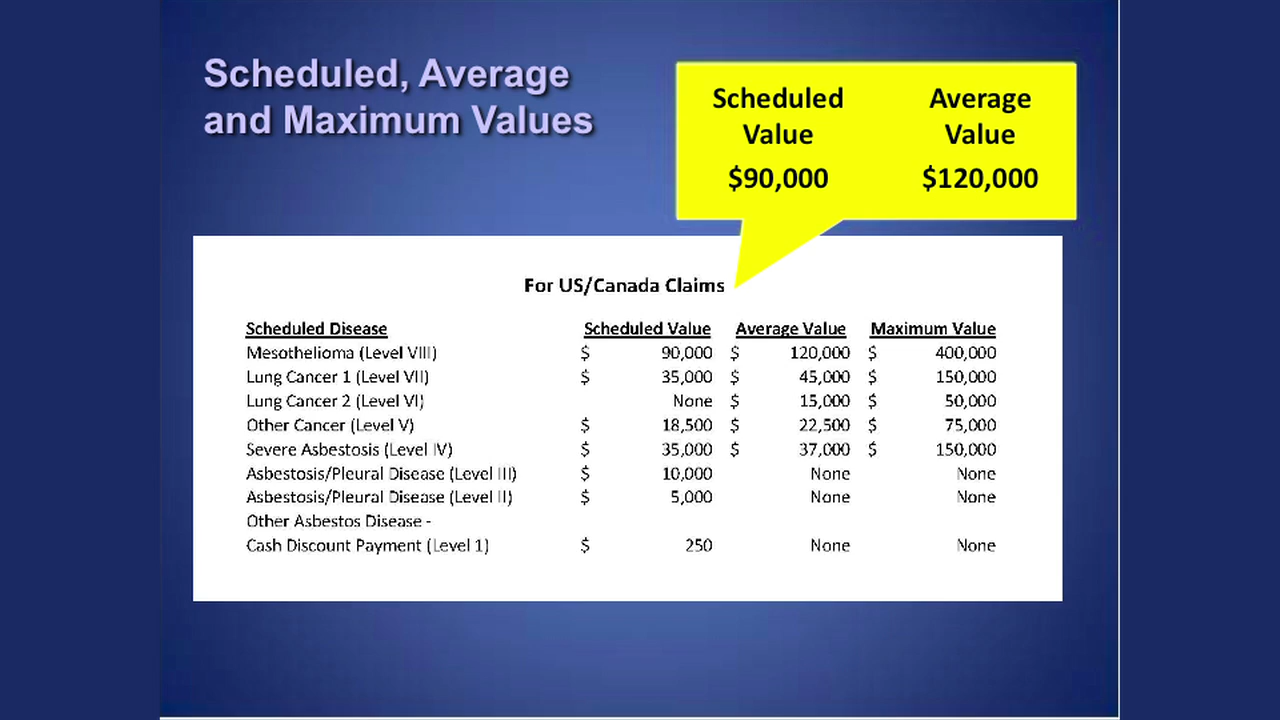 Scheduled, Average
and Maximum Values
Scheduled Value Average Value
$90,000 $120,000
For US/Canada Claims
Scheduled Disease Scheduled Value Average Value Maximum Value
Mesothelioma (Level VIII) $ 90,000 $ 120,000 $ 400,000
Lung Cancer 1 (Level VII) $ 35,000 $ 45,000 $ 150,000
Lung Cancer 2 (Level VI) None $ 15,000 $ 50,000
Other Cancer (Level V) $ 18,500 $ 22,500 $ 75,000
Severe Asbestosis (Level IV) $ 35,000 $ 37,000 $ 150,000
Asbestosis/Pleural Disease (Level III) $ 10,000 None None
Asbestosis/Pleural Disease (Level II) $ 5,000 None None
Other Asbestos Disease -
Cash Discount Payment (Level 1) $ 250 None None